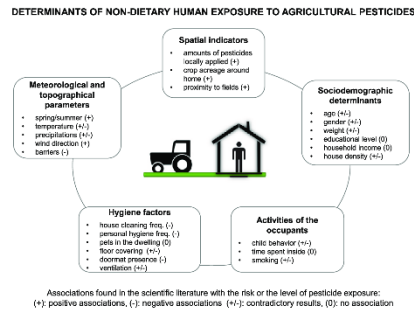 DETERMINANTS OF NON-DIETARY HUMAN EXPOSURE TO AGRICULTURAL PESTICIDES
Spatial indicators
• amounts of pesticides
locally applied (+)
• crop acreage around
home (+)
• proximity to fields (+)
Meteorological and
topographical
parameters
• spring/summer (+)
• temperature (+/-)
• precipitations (+/-)
• wind direction (+)
• barriers (-)
Sociodemographic
determinants
• age (+/-)
• gender (+/-)
• weight (+/-)
• educational level (0)
• household income (0)
• house density (+/-)
Hygiene factors
• house cleaning freq. (-)
• personal hygiene freq. (-)
• pets in the dwelling (0)
• floor covering (+/-)
• doormat presence (-)
• ventilation (+/-)
Activities of the
occupants
• child behavior (+/-)
• time spent inside (0)
• smoking (+/-)
Associations found in the scientific literature with the risk or the level of pesticide exposure:
(+): positive associations, (-): negative associations (+/-): contradictory results, (0): no association